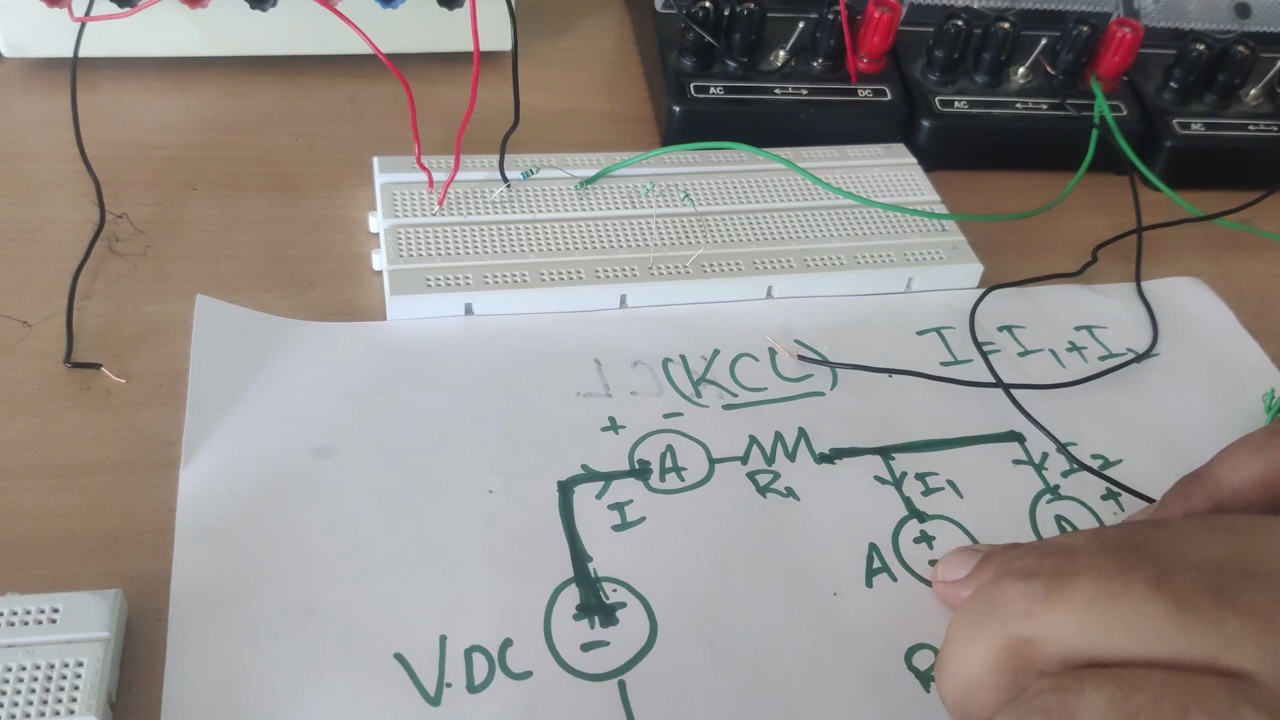 AC DC
AC
AC
I = I1 + I2
(KCL)
+ -
A
R1
I
I1
I2
+
A
+
-
A
+
-
V.DC
R